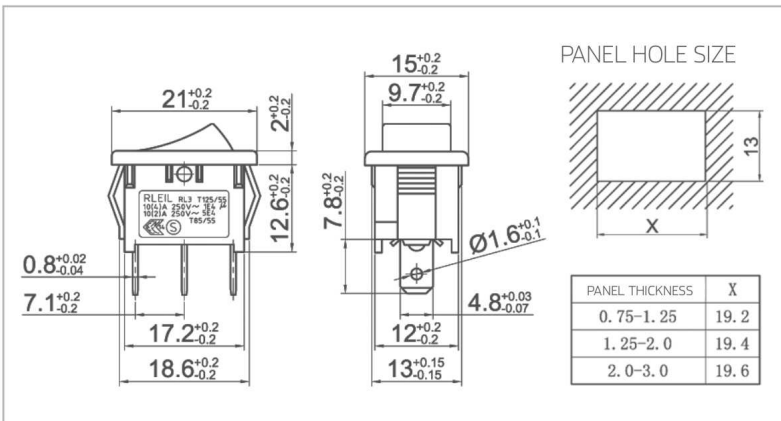 21+0.2 -0.2
2+0.2 -0.2
12.6+0.2 -0.2
RLEIL RL3 T125/55
10(4)A 250V~ 1E4 µ
10(2)A 250V~ 5E4
T85/55
S
0.8+0.02 -0.04
7.1+0.2 -0.2
17.2+0.2 -0.2
18.6+0.2 -0.2
15+0.2 -0.2
9.7+0.2 -0.2
7.8+0.2 -0.2
Ø1.6+0.1 -0.1
4.8+0.03 -0.07
12+0.2 -0.2
13+0.15 -0.15
PANEL HOLE SIZE
13
X
PANEL THICKNESS X
0.75-1.25 19.2
1.25-2.0 19.4
2.0-3.0 19.6